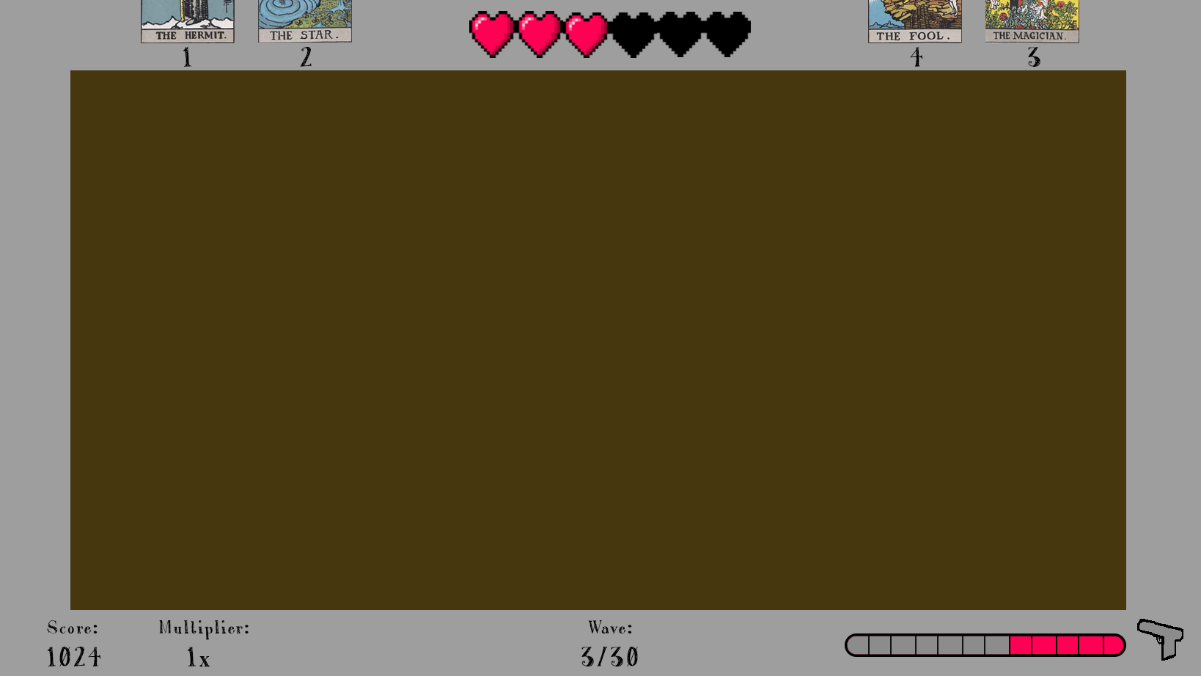 THE HERMIT.
THE STAR.
THE FOOL.
THE MAGICIAN.
1
2
4
3
Score:
Multiplier:
Wave:
1024
1x
3/30